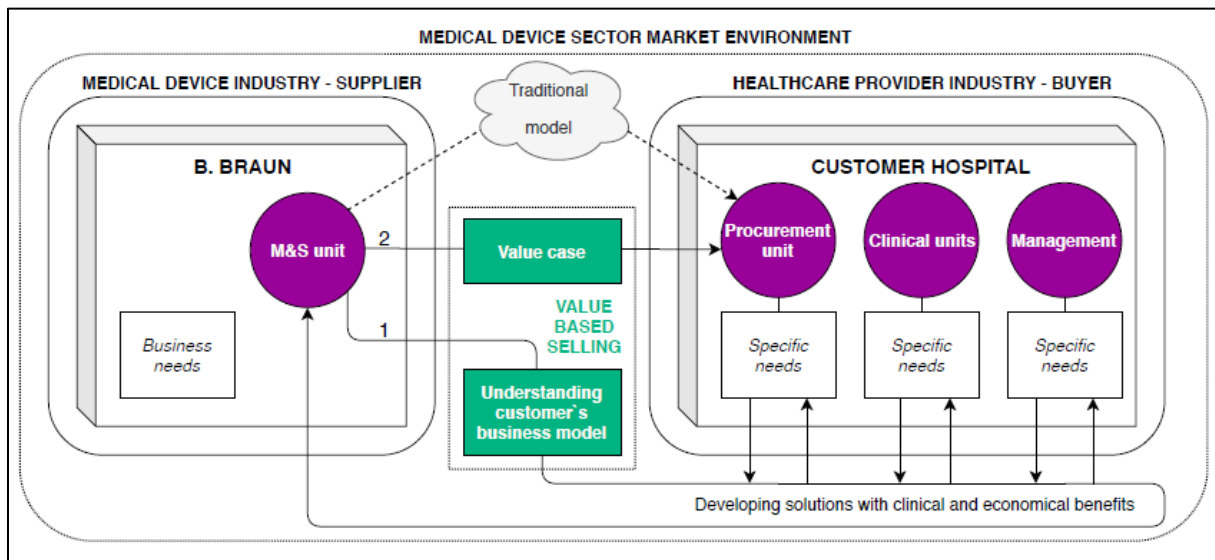 MEDICAL DEVICE SECTOR MARKET ENVIRONMENT
MEDICAL DEVICE INDUSTRY - SUPPLIER
HEALTHCARE PROVIDER INDUSTRY - BUYER
Traditional
model
B. BRAUN
CUSTOMER HOSPITAL
M&S unit
2
Value case
Procurement
unit
Clinical units
Management
VALUE
BASED
SELLING
1
Business
needs
Specific
needs
Specific
needs
Specific
needs
Understanding
customer`s
business model
Developing solutions with clinical and economical benefits